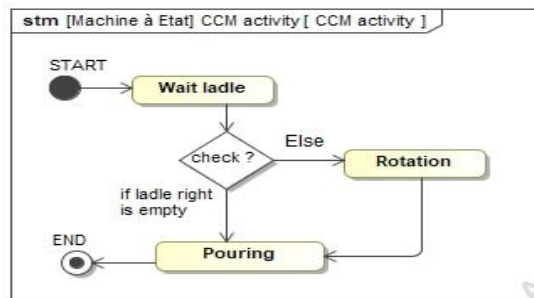 stm [Machine à Etat] CCM activity [ CCM activity ]
START
Wait ladle
check ?
Else
Rotation
if ladle right
is empty
END
Pouring